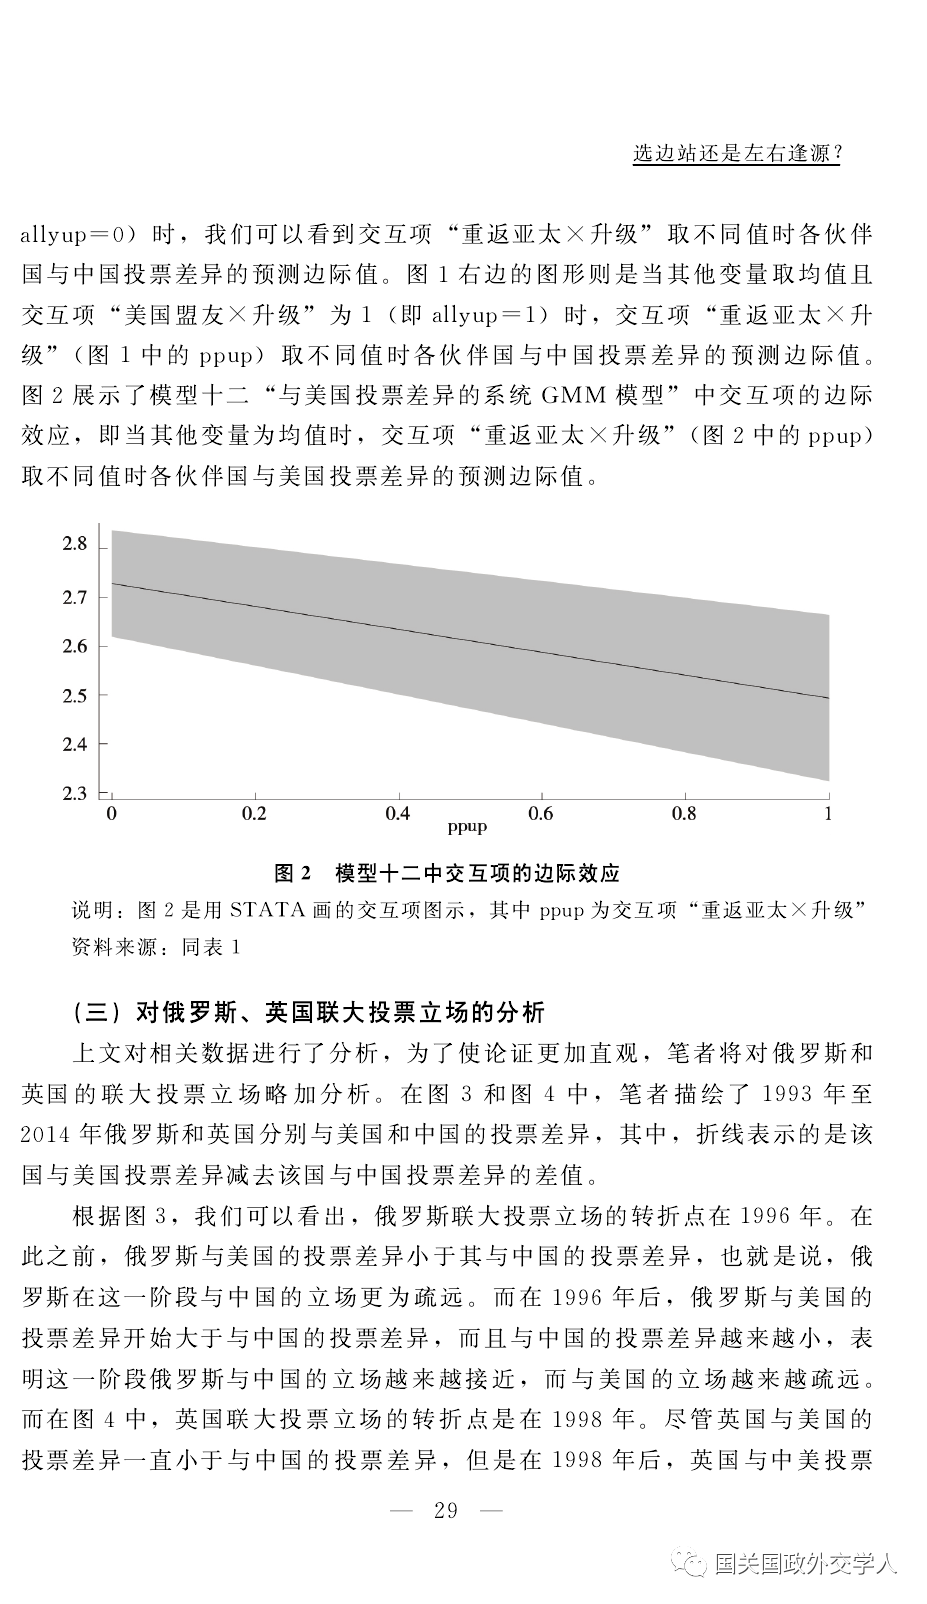 选边站还是左右逢源？
allyup＝0）时，我们可以看到交互项“重返亚太×升级”取不同值时各伙伴
国与中国投票差异的预测边际值。图 1 右边的图形则是当其他变量取均值且
交互项“美国盟友×升级”为 1（即 allyup＝1）时，交互项“重返亚太×升
级”（图 1 中的 ppup）取不同值时各伙伴国与中国投票差异的预测边际值。
图 2 展示了模型十二“与美国投票差异的系统 GMM 模型”中交互项的边际
效应，即当其他变量为均值时，交互项“重返亚太×升级”（图 2 中的 ppup）
取不同值时各伙伴国与美国投票差异的预测边际值。
2.8
2.7
2.6
2.5
2.4
2.3
0 0.2 0.4 0.6 0.8 1
ppup
图 2 模型十二中交互项的边际效应
说明：图 2 是用 STATA 画的交互项图示，其中 ppup 为交互项“重返亚太×升级”
资料来源：同表 1
（三）对俄罗斯、英国联大投票立场的分析
上文对相关数据进行了分析，为了使论证更加直观，笔者将对俄罗斯和
英国的联大投票立场略加分析。在图 3 和图 4 中，笔者描绘了 1993 年至
2014 年俄罗斯和英国分别与美国和中国的投票差异，其中，折线表示的是该
国与美国投票差异减去该国与中国投票差异的差值。
根据图 3，我们可以看出，俄罗斯联大投票立场的转折点在 1996 年。在
此之前，俄罗斯与美国的投票差异小于其与中国的投票差异，也就是说，俄
罗斯在这一阶段与中国的立场更为疏远。而在 1996 年后，俄罗斯与美国的
投票差异开始大于与中国的投票差异，而且与中国的投票差异越来越小，表
明这一阶段俄罗斯与中国的立场越来越接近，而与美国的立场越来越疏远。
而在图 4 中，英国联大投票立场的转折点是在 1998 年。尽管英国与美国的
投票差异一直小于与中国的投票差异，但是在 1998 年后，英国与中美投票
— 29 —
国关国政外交学人